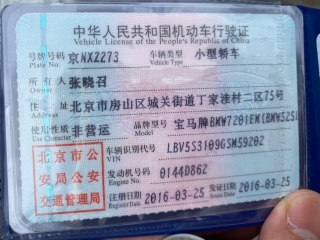 中华人民共和国机动车行驶证
Vehicle License of the People's Republic of China
号牌号码 京NXZ273 车辆类型 小型轿车
Plate No. Vehicle Type
所有人 张晓召
Owner
住址 北京市房山区城关街道丁家洼村二区75号
Address
使用性质 非营运 品牌型号 宝马牌BMW7201EM(BMW525L
Use Character Model
北京市公安局公安交通管理局
车辆识别代号 LBV5S3109GSM59202
VIN
发动机号码 0144D862
Engine No.
注册日期 2016-03-25 发证日期 2016-03-25
Register Date Issue Date